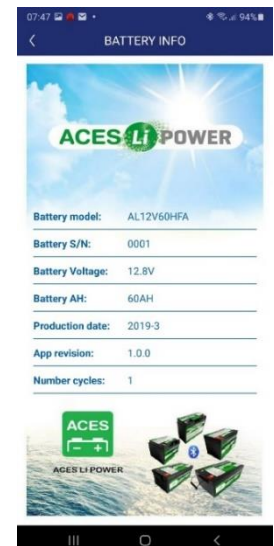 07:47 94%
BATTERY INFO
ACES Li POWER
Battery model: AL12V60HFA
Battery S/N: 0001
Battery Voltage: 12.8V
Battery AH: 60AH
Production date: 2019-3
App revision: 1.0.0
Number cycles: 1
ACES
ACES LI POWER